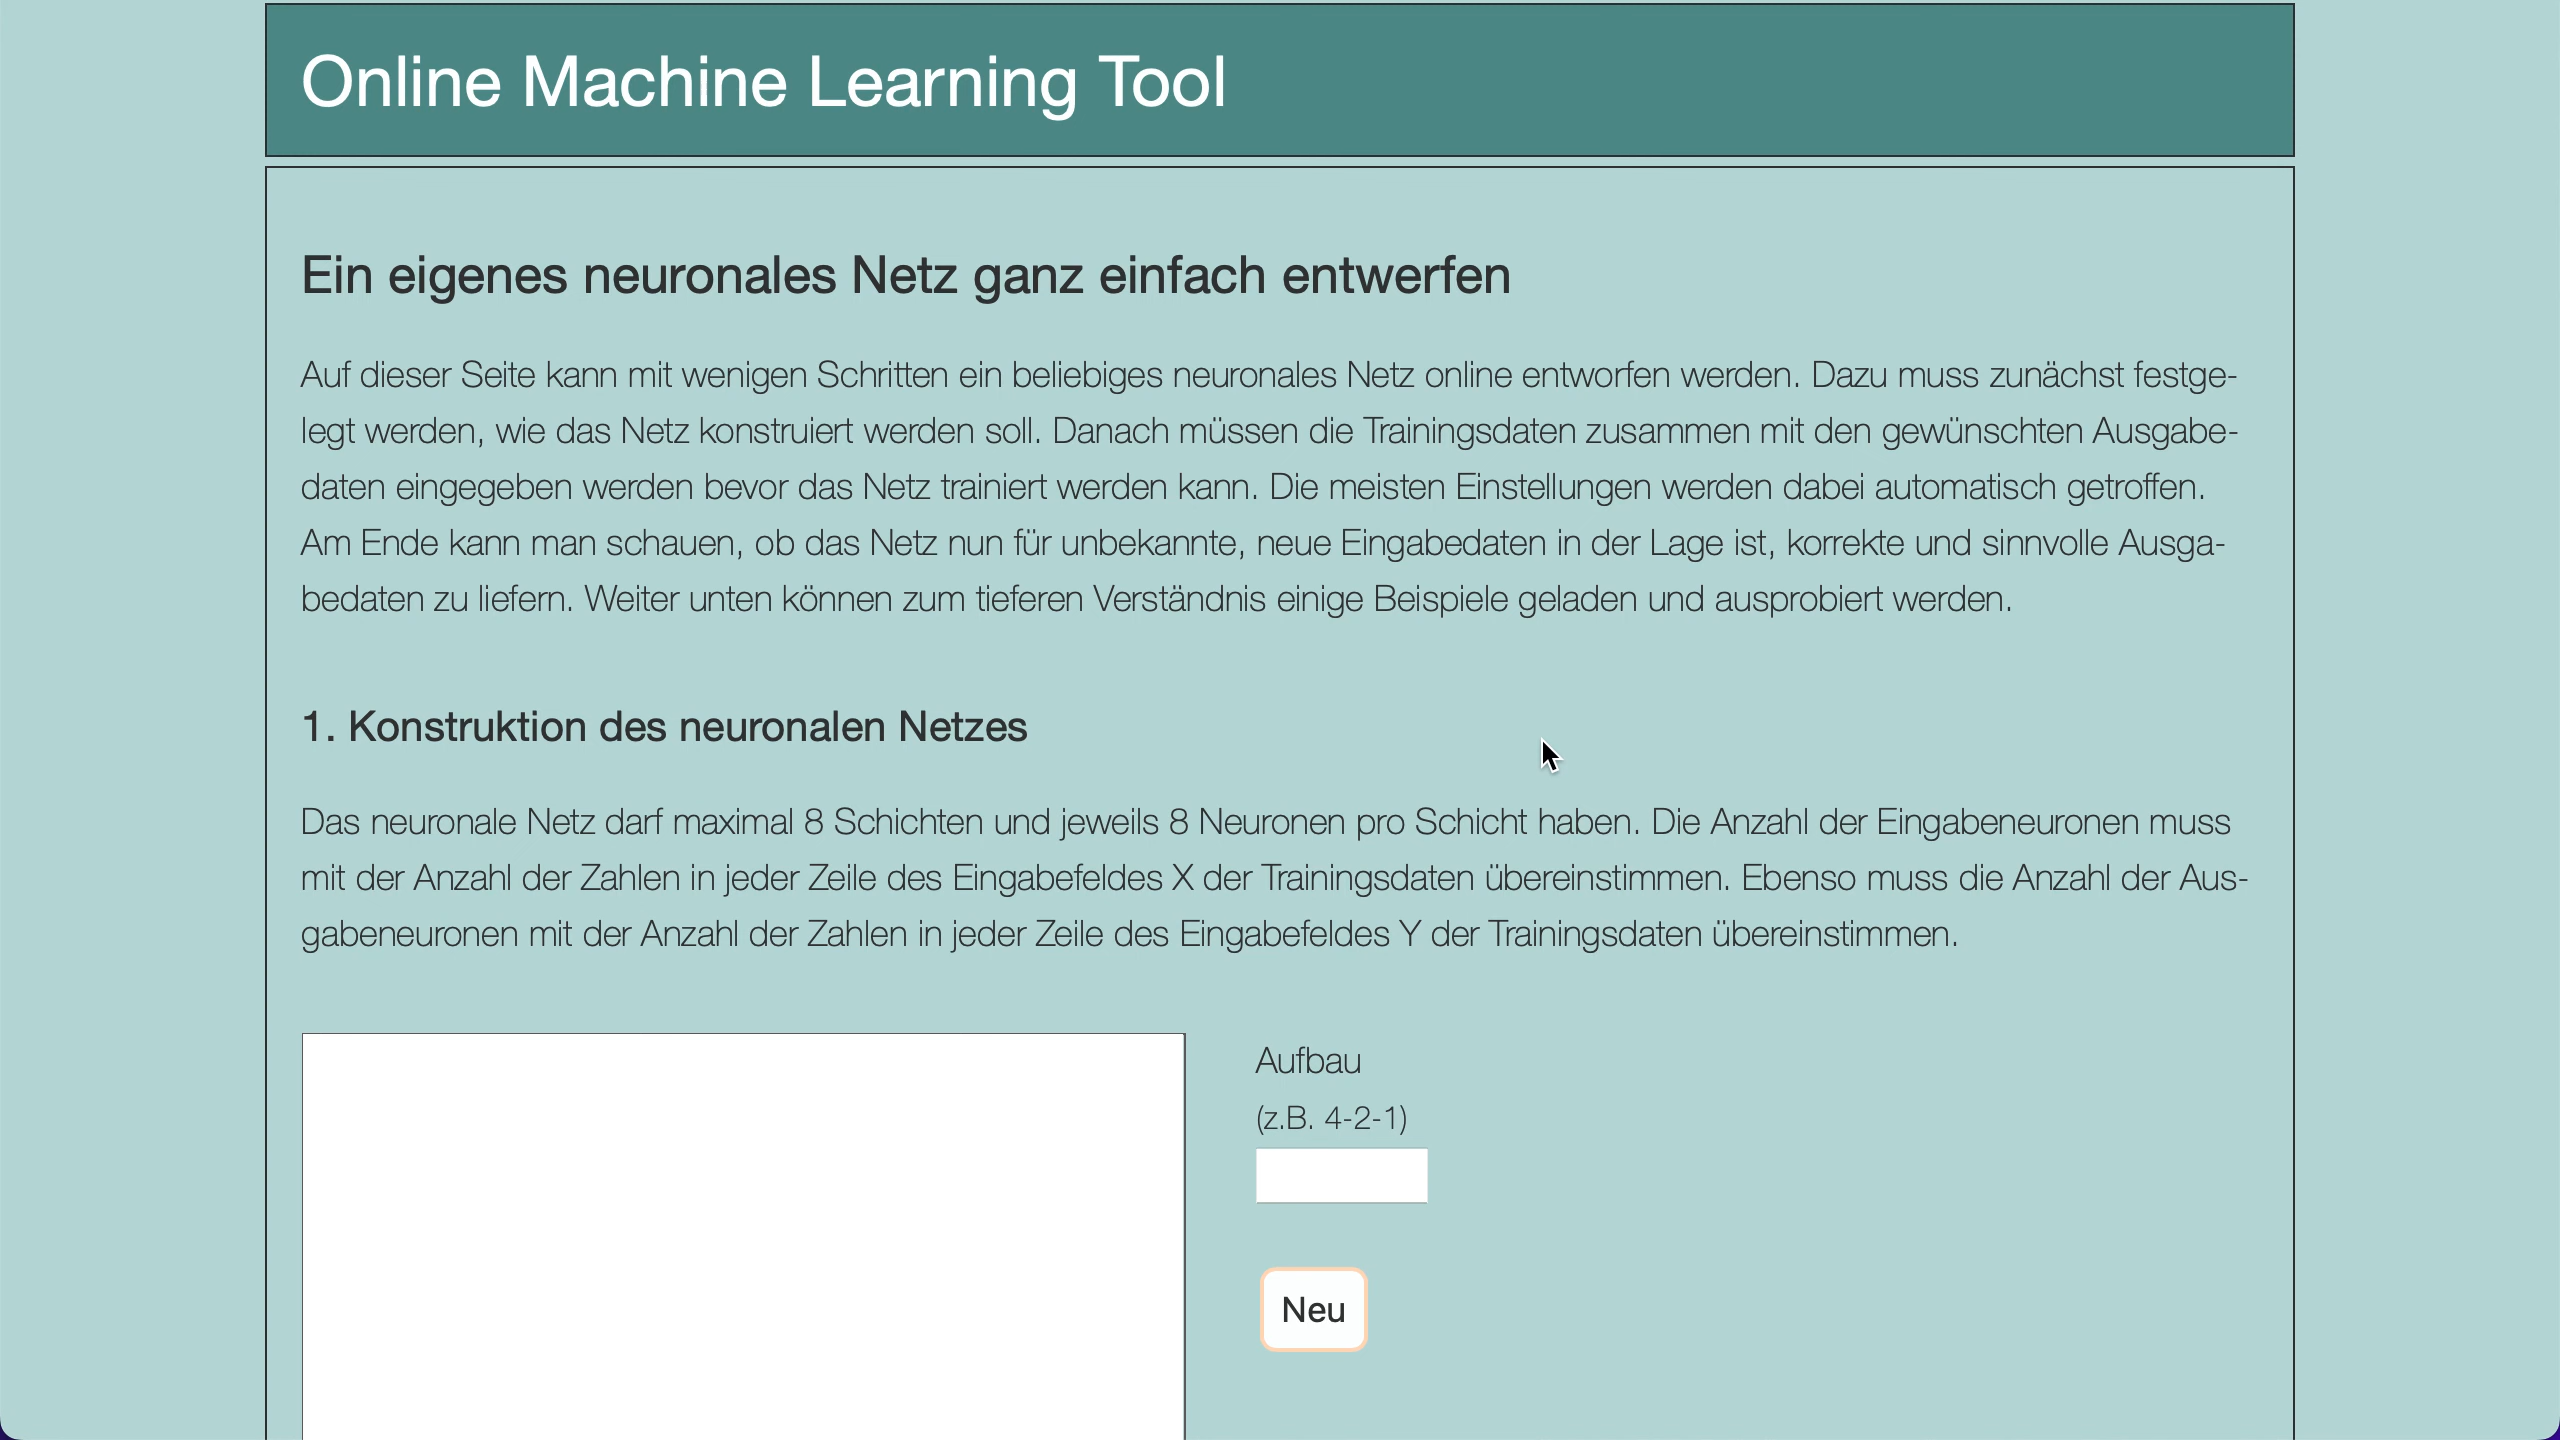 Online Machine Learning Tool
Ein eigenes neuronales Netz ganz einfach entwerfen
Auf dieser Seite kann mit wenigen Schritten ein beliebiges neuronales Netz online entworfen werden. Dazu muss zunächst festge-
legt werden, wie das Netz konstruiert werden soll. Danach müssen die Trainingsdaten zusammen mit den gewünschten Ausgabe-
daten eingegeben werden bevor das Netz trainiert werden kann. Die meisten Einstellungen werden dabei automatisch getroffen.
Am Ende kann man schauen, ob das Netz nun für unbekannte, neue Eingabedaten in der Lage ist, korrekte und sinnvolle Ausga-
bedaten zu liefern. Weiter unten können zum tieferen Verständnis einige Beispiele geladen und ausprobiert werden.
1. Konstruktion des neuronalen Netzes
Das neuronale Netz darf maximal 8 Schichten und jeweils 8 Neuronen pro Schicht haben. Die Anzahl der Eingabeneuronen muss
mit der Anzahl der Zahlen in jeder Zeile des Eingabefeldes X der Trainingsdaten übereinstimmen. Ebenso muss die Anzahl der Aus-
gabeneuronen mit der Anzahl der Zahlen in jeder Zeile des Eingabefeldes Y der Trainingsdaten übereinstimmen.
Aufbau
(z.B. 4-2-1)
Neu